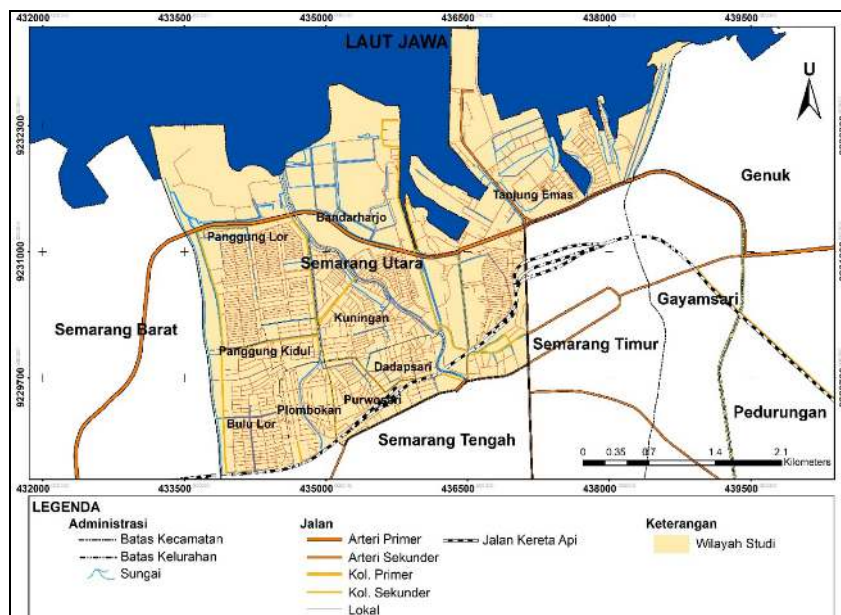 432000 433500 435000 436500 438000 439500
LAUT JAWA
U
9232300
Genuk
Tanjung Emas
Bandarharjo
Panggung Lor
9231000
Semarang Utara
Gayamsari
Semarang Barat
Kuningan
Semarang Timur
Panggung Kidul
Dadapsari
9229700
Purwosari
Plombokan
Bulu Lor
Pedurungan
Semarang Tengah
0 0.35 0.7 1.4 2.1
Kilometers
432000 433500 435000 436500 438000 439500
LEGENDA
Administrasi
Batas Kecamatan
Batas Kelurahan
Sungai
Jalan
Arteri Primer
Arteri Sekunder
Kol. Primer
Kol. Sekunder
Lokal
Jalan Kereta Api
Keterangan
Wilayah Studi